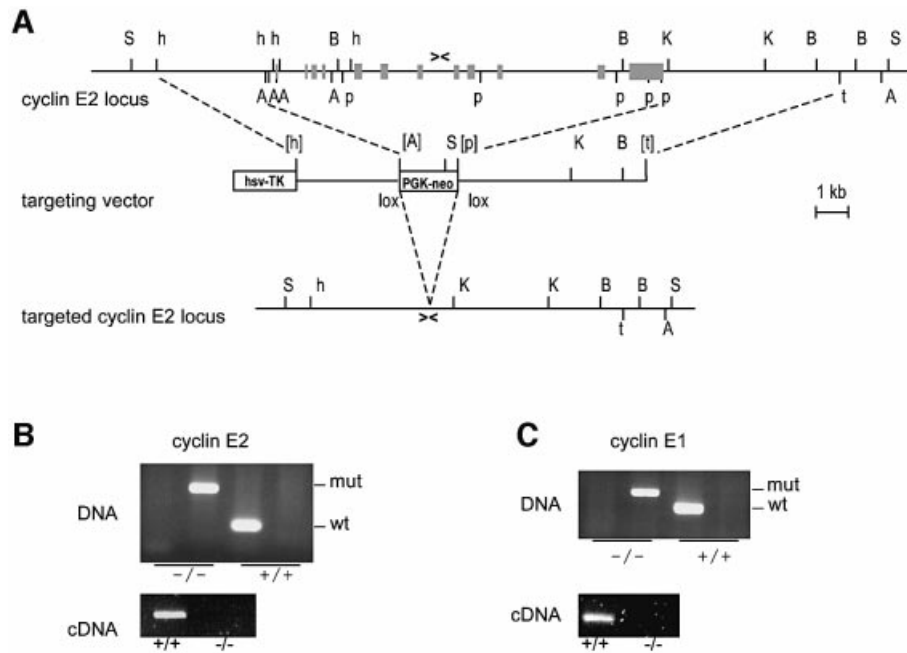 A
S h h h h B h >< B K K B B S
A A A A p p p p p t A
cyclin E2 locus
[h] [A] S [p] K B [t]
hsv-TK PGK-neo
lox lox
targeting vector
1 kb
S h K K B B S
targeted cyclin E2 locus
>< t A
B
cyclin E2
DNA
mut
wt
-/- +/+
cDNA
+/+ -/-
C
cyclin E1
DNA
mut
wt
-/- +/+
cDNA
+/+ -/-